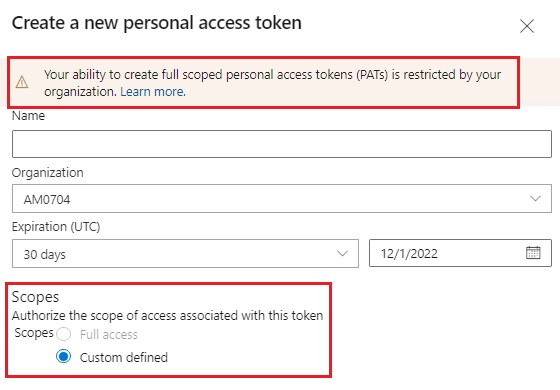 Create a new personal access token
Your ability to create full scoped personal access tokens (PATs) is restricted by your
organization. Learn more.
Name
Organization
AM0704
Expiration (UTC)
30 days
12/1/2022
Scopes
Authorize the scope of access associated with this token
Scopes Full access
Custom defined